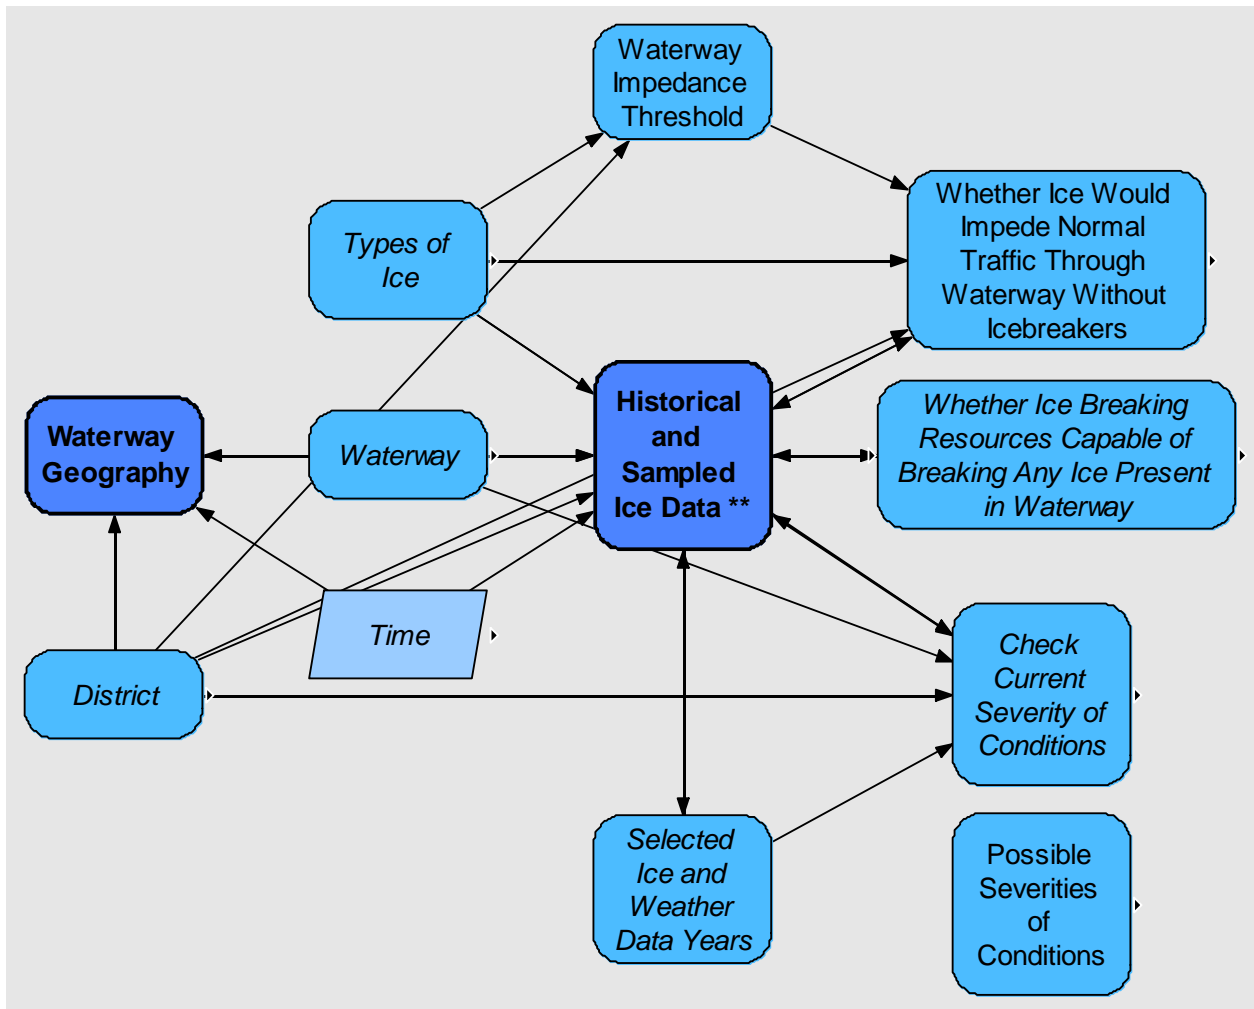 Waterway
Impedance
Threshold
Whether Ice Would
Impede Normal
Traffic Through
Waterway Without
Icebreakers
Types of
Ice
Historical
and
Sampled
Ice Data **
Waterway
Geography
Waterway
Whether Ice Breaking
Resources Capable of
Breaking Any Ice Present
in Waterway
Time
District
Check
Current
Severity of
Conditions
Selected
Ice and
Weather
Data Years
Possible
Severities
of
Conditions